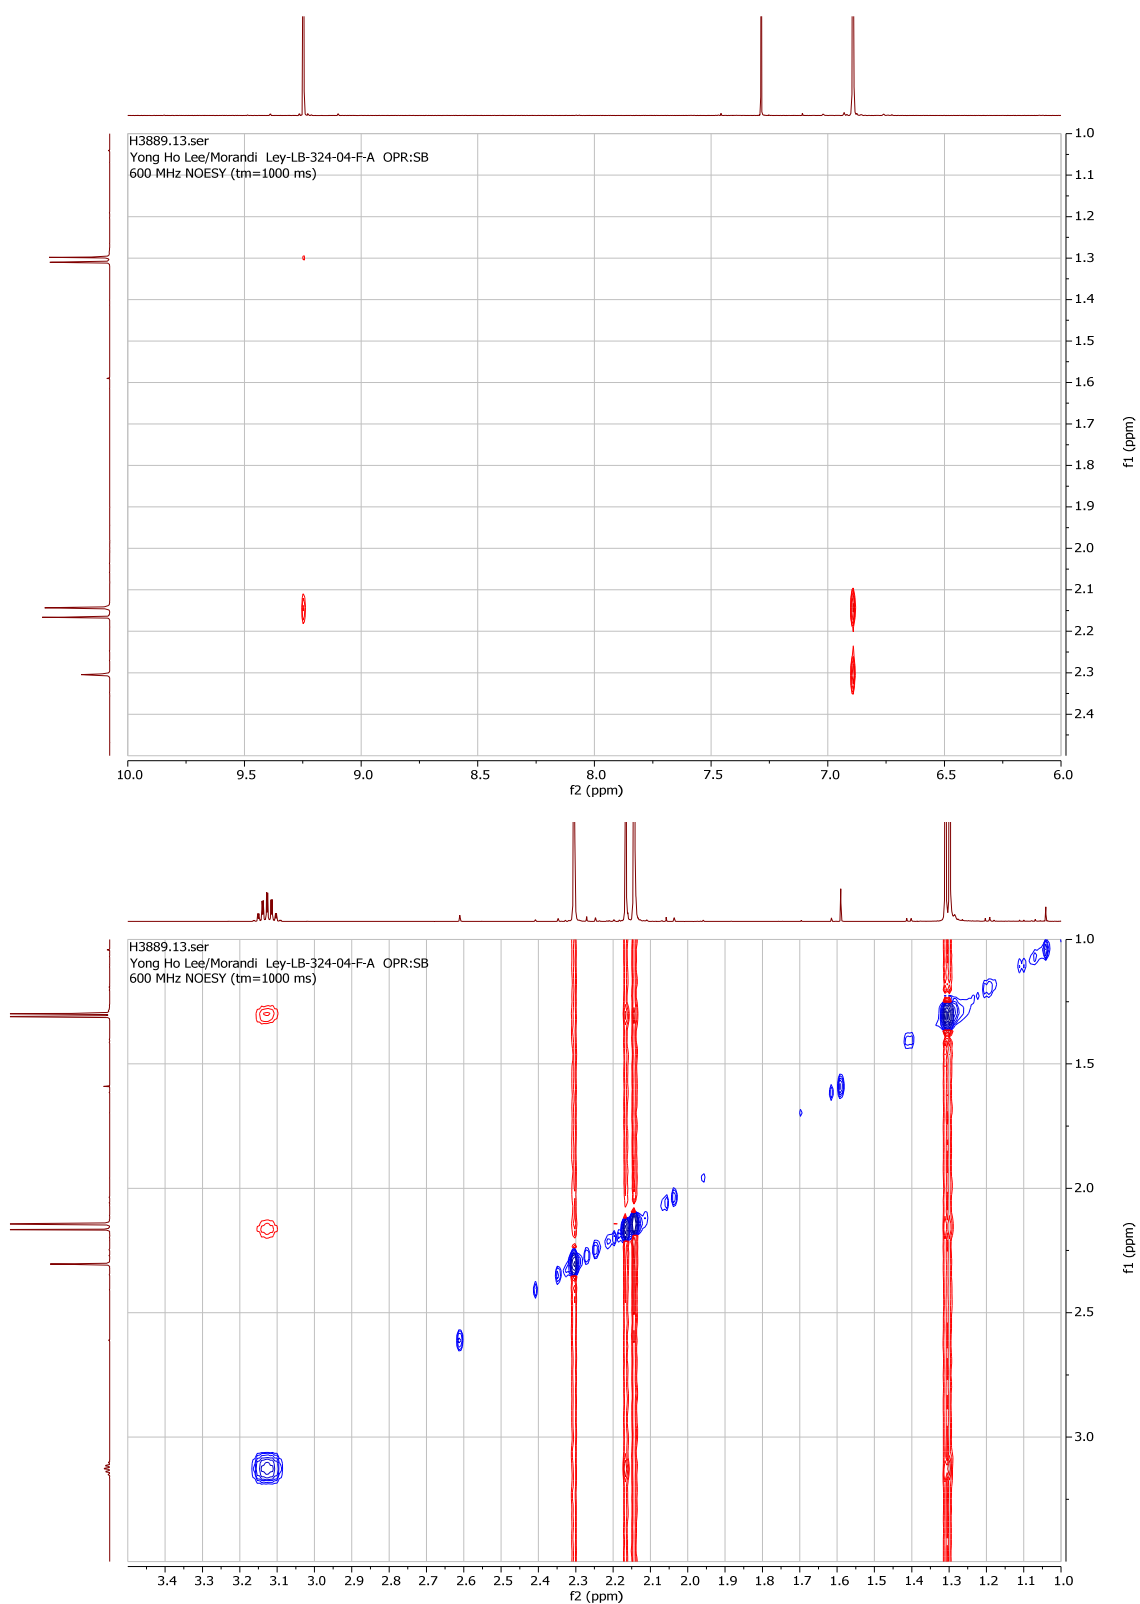 H3889.13.ser
Yong Ho Lee/Morandi Ley-LB-324-04-F-A OPR:SB
600 MHz NOESY (tm=1000 ms)
1.0
1.1
1.2
1.3
1.4
1.5
1.6
1.7
1.8
1.9
2.0
2.1
2.2
2.3
2.4
f1 (ppm)
10.0 9.5 9.0 8.5 8.0 7.5 7.0 6.5 6.0
f2 (ppm)
H3889.13.ser
Yong Ho Lee/Morandi Ley-LB-324-04-F-A OPR:SB
600 MHz NOESY (tm=1000 ms)
1.0
1.5
2.0
2.5
3.0
f1 (ppm)
3.4 3.3 3.2 3.1 3.0 2.9 2.8 2.7 2.6 2.5 2.4 2.3 2.2 2.1 2.0 1.9 1.8 1.7 1.6 1.5 1.4 1.3 1.2 1.1 1.0
f2 (ppm)